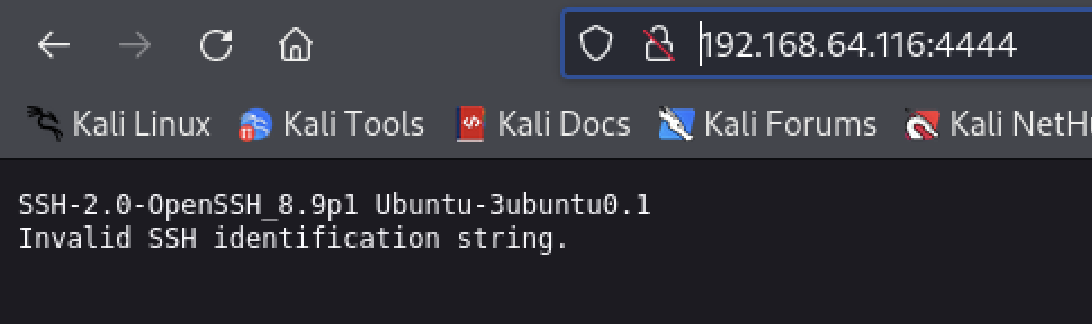 192.168.64.116:4444
Kali Linux Kali Tools Kali Docs Kali Forums Kali NetH
SSH-2.0-OpenSSH_8.9p1 Ubuntu-3ubuntu0.1
Invalid SSH identification string.